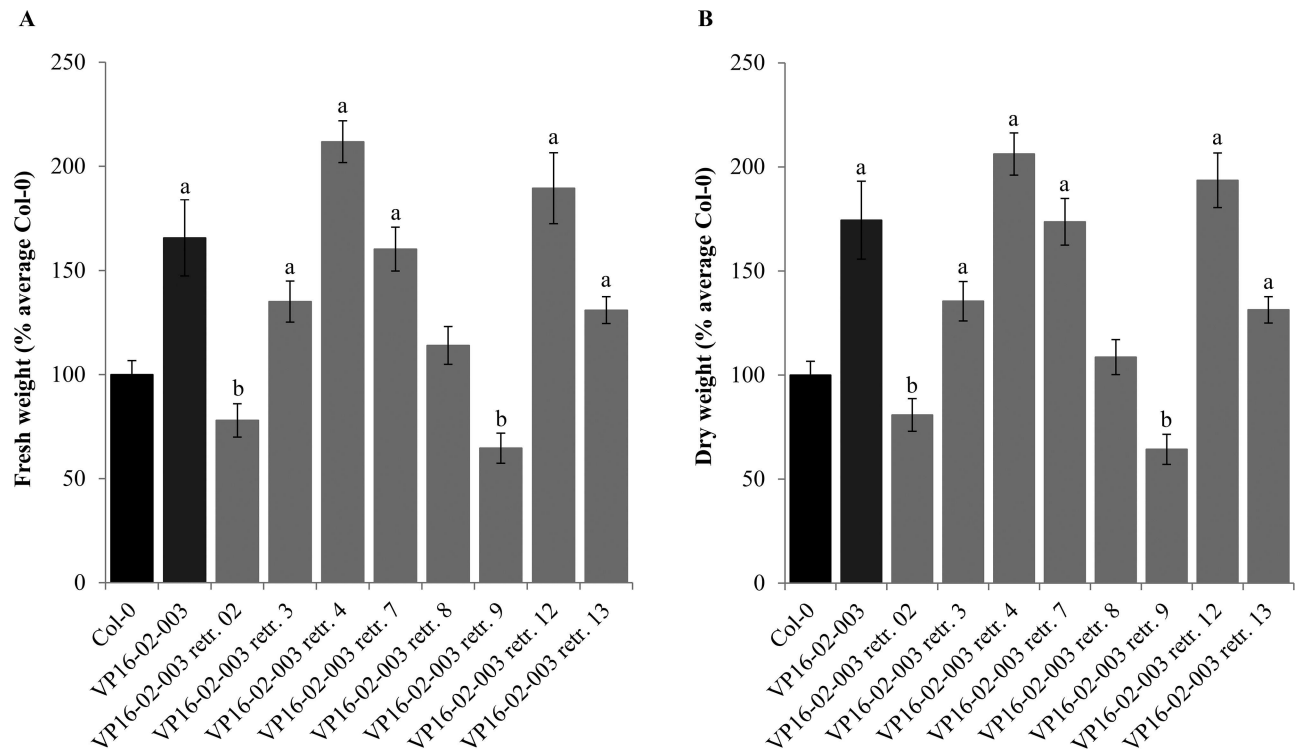 A
Fresh weight (% average Col-0)
250
200
150
100
50
0
a
b
a
a
a
b
a
a
Col-0
VP16-02-003
VP16-02-003 retr. 02
VP16-02-003 retr. 3
VP16-02-003 retr. 4
VP16-02-003 retr. 7
VP16-02-003 retr. 8
VP16-02-003 retr. 9
VP16-02-003 retr. 12
VP16-02-003 retr. 13
B
Dry weight (% average Col-0)
250
200
150
100
50
0
a
b
a
a
a
b
a
a
Col-0
VP16-02-003
VP16-02-003 retr. 02
VP16-02-003 retr. 3
VP16-02-003 retr. 4
VP16-02-003 retr. 7
VP16-02-003 retr. 8
VP16-02-003 retr. 9
VP16-02-003 retr. 12
VP16-02-003 retr. 13